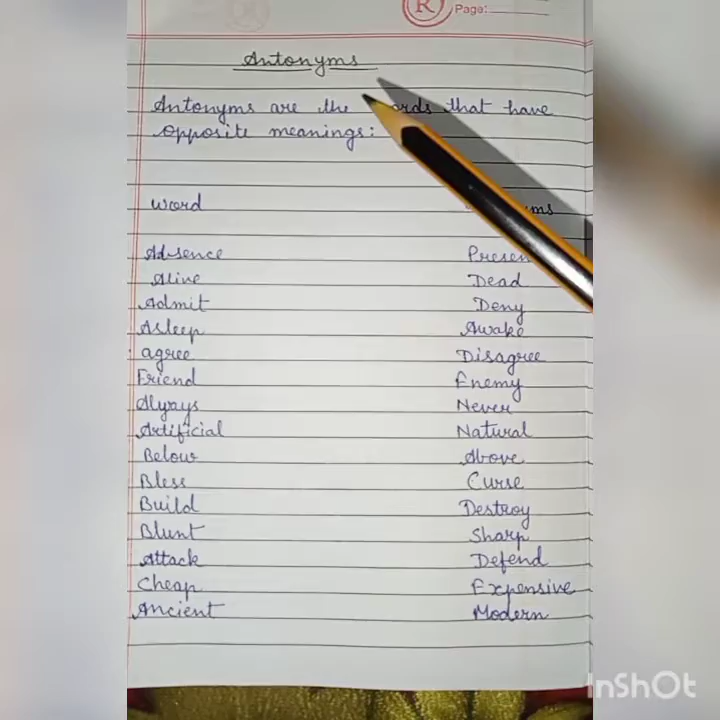 R Page:
Antonyms
Antonyms are the that have
opposite meanings:
Word
Absence
Alive Dead
Admit Deny
Asleep Awake
agree Disagree
Friend Enemy
Always Never
Artificial Natural
Below Above
Bless Curse
Build Destroy
Blunt Sharp
Attack Defend
Cheap Expensive
Ancient Modern
InShOt